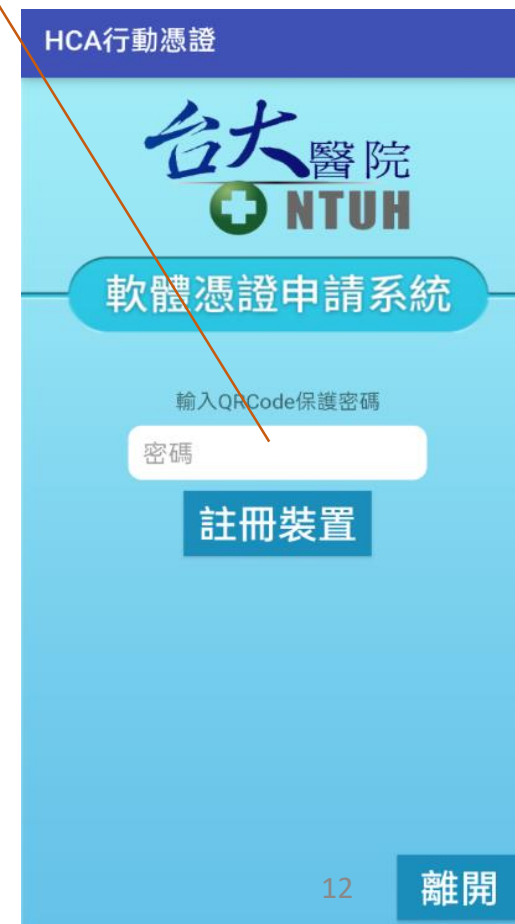 HCA行動憑證
台大醫院
NTUH
軟體憑證申請系統
輸入QRCode保護密碼
密碼
註冊裝置
12
離開